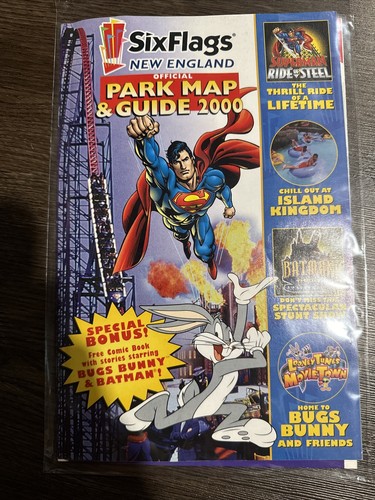 SixFlags®
NEW ENGLAND
OFFICIAL
PARK MAP
& GUIDE 2000
SUPERMAN
RIDE OF STEEL
THE
THRILL RIDE
OF A
LIFETIME
CHILL OUT AT
ISLAND
KINGDOM
BATMAN
DON'T MISS THE
SPECTACULAR
STUNT SHOW
LOONEY TUNES
MOVIETOWN
HOME TO
BUGS
BUNNY
AND FRIENDS
SPECIAL
BONUS!
Free Comic Book
with stories starring
BUGS BUNNY
& BATMAN!